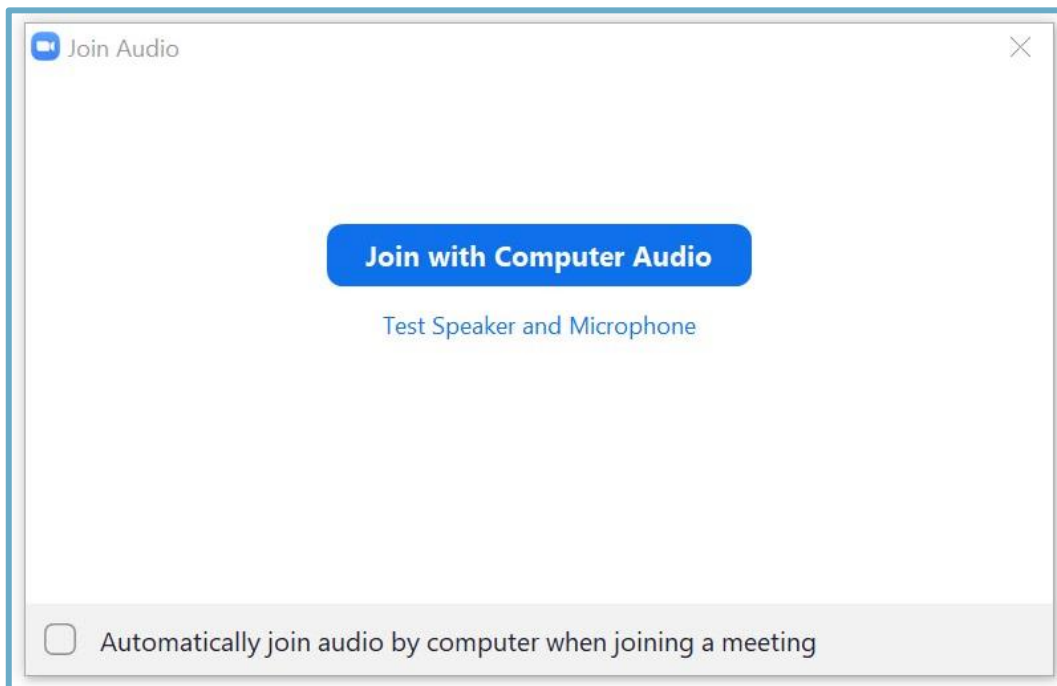 Join Audio
Join with Computer Audio
Test Speaker and Microphone
Automatically join audio by computer when joining a meeting